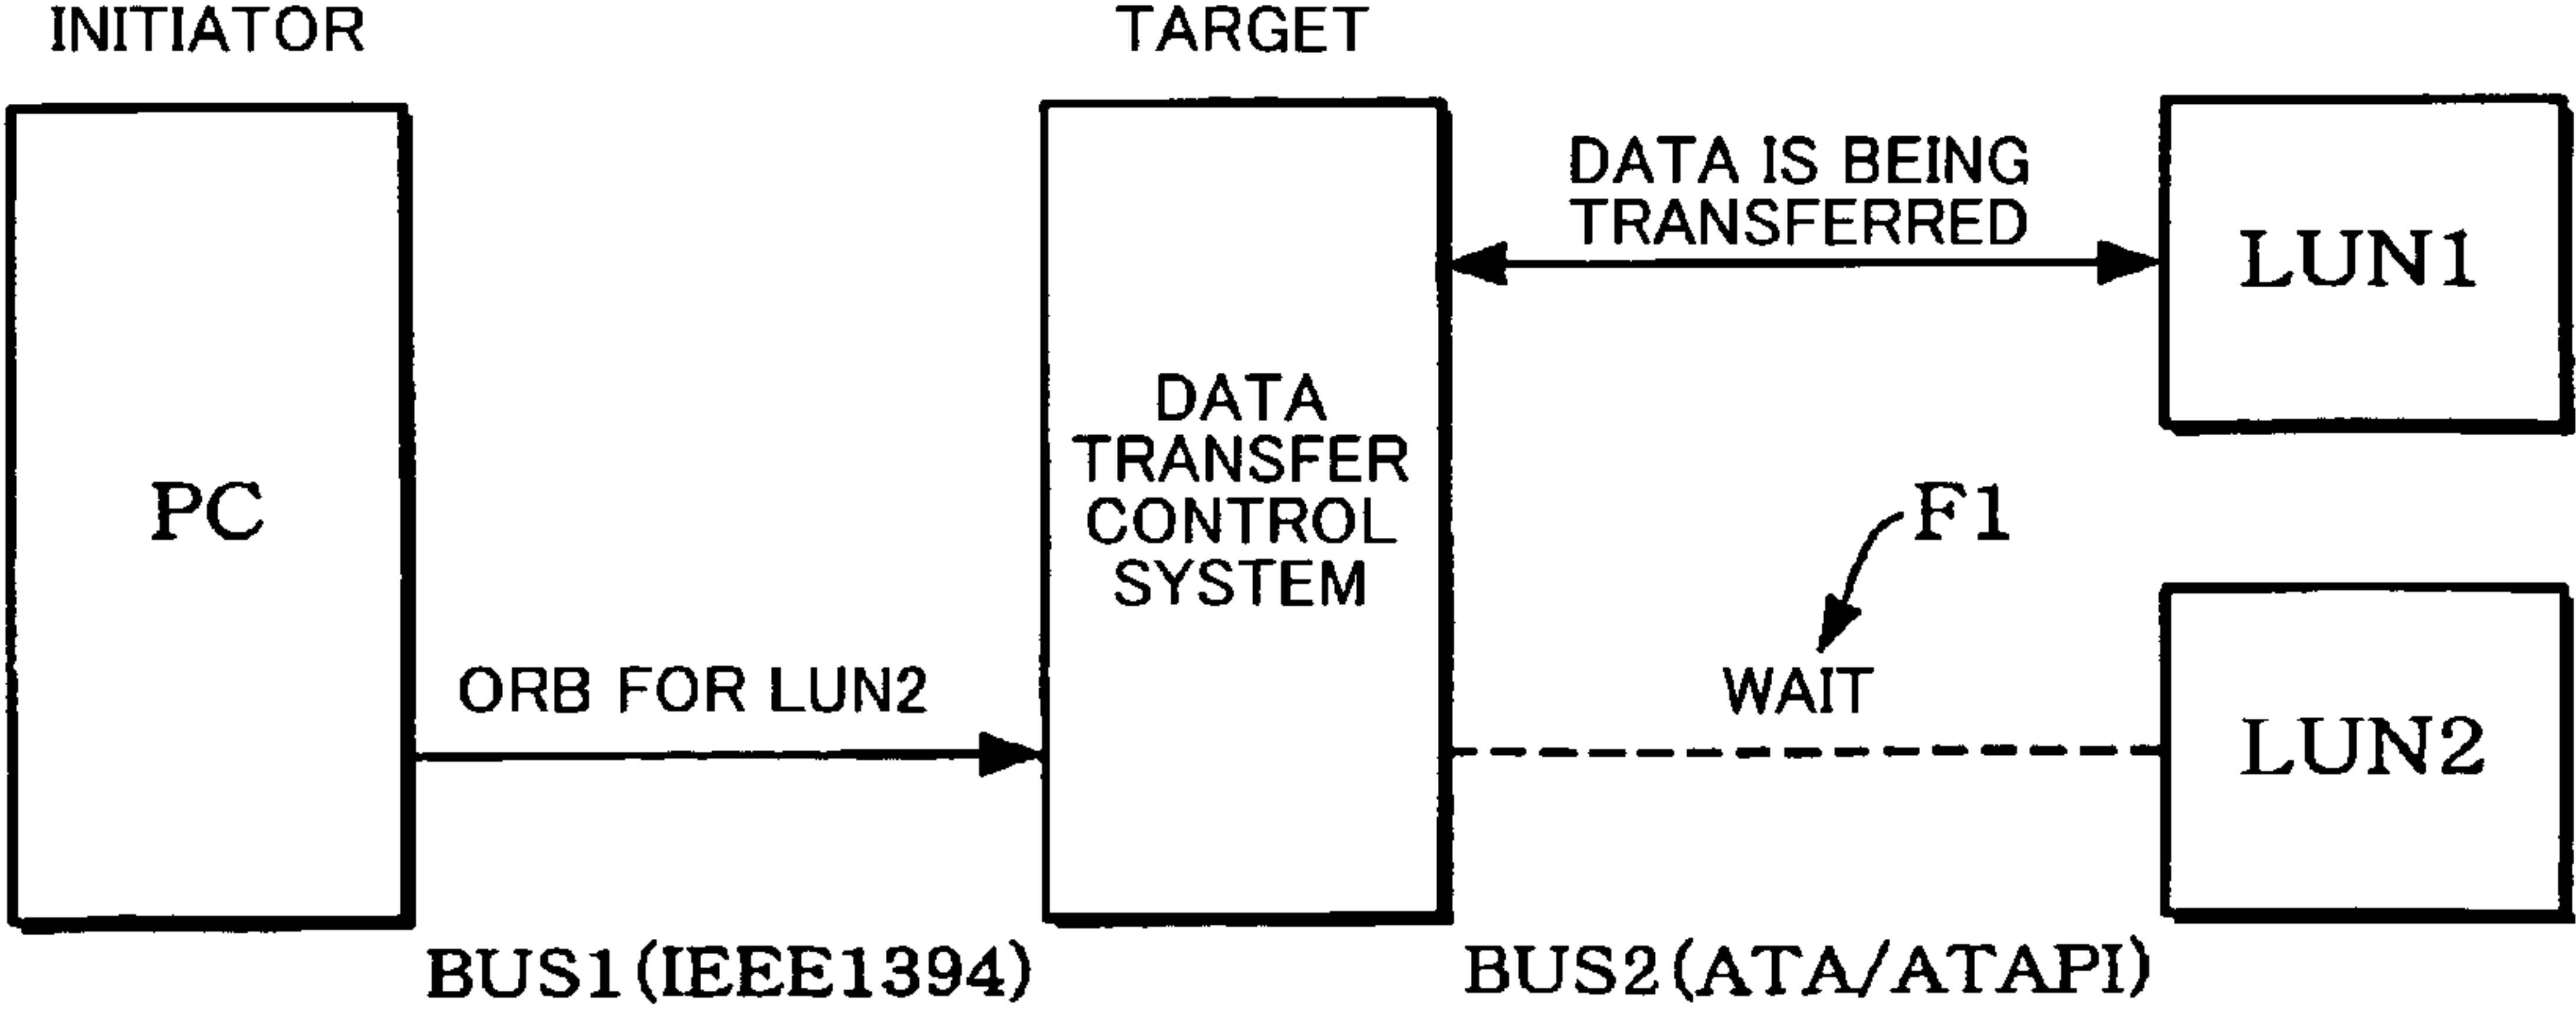 INITIATOR
TARGET
DATA IS BEING
TRANSFERRED
LUN1
PC
DATA
TRANSFER
CONTROL
SYSTEM
F1
ORB FOR LUN2
WAIT
LUN2
BUS1(IEEE1394)
BUS2(ATA/ATAPI)